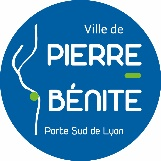 Ville de
PIERRE
BÉNITE
Porte Sud de Lyon